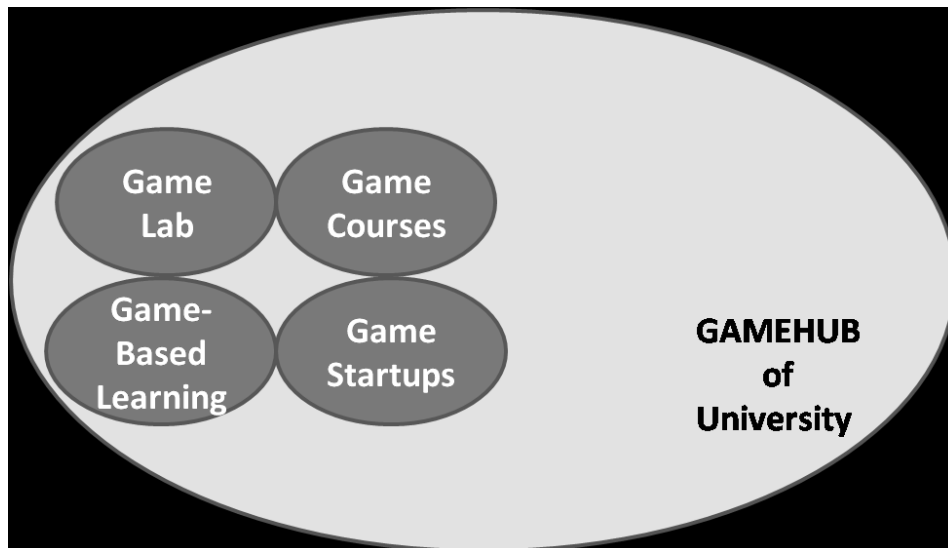 Game
Lab
Game
Courses
Game-
Based
Learning
Game
Startups
GAMEHUB
of
University